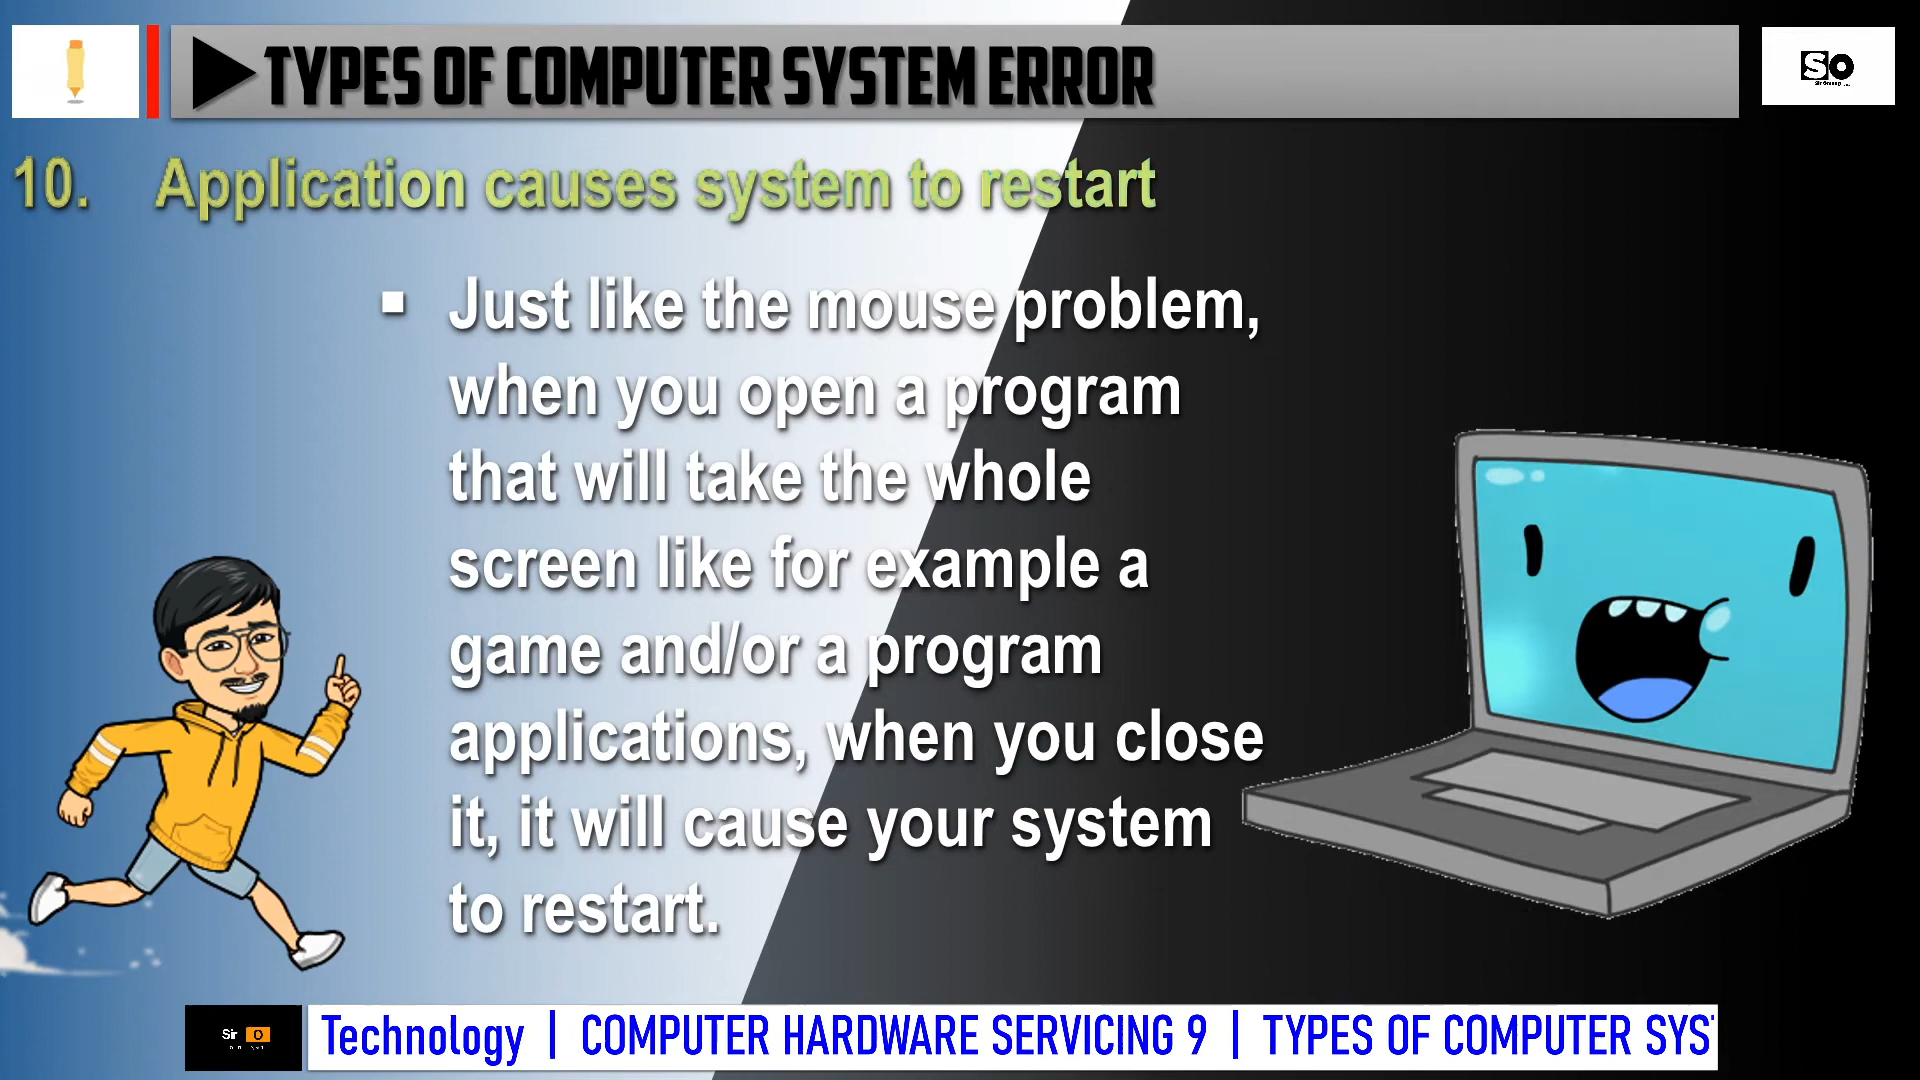 TYPES OF COMPUTER SYSTEM ERROR
SO
10. Application causes system to restart
▪ Just like the mouse problem,
when you open a program
that will take the whole
screen like for example a
game and/or a program
applications, when you close
it, it will cause your system
to restart.
Sir O
Technology | COMPUTER HARDWARE SERVICING 9 | TYPES OF COMPUTER SYS